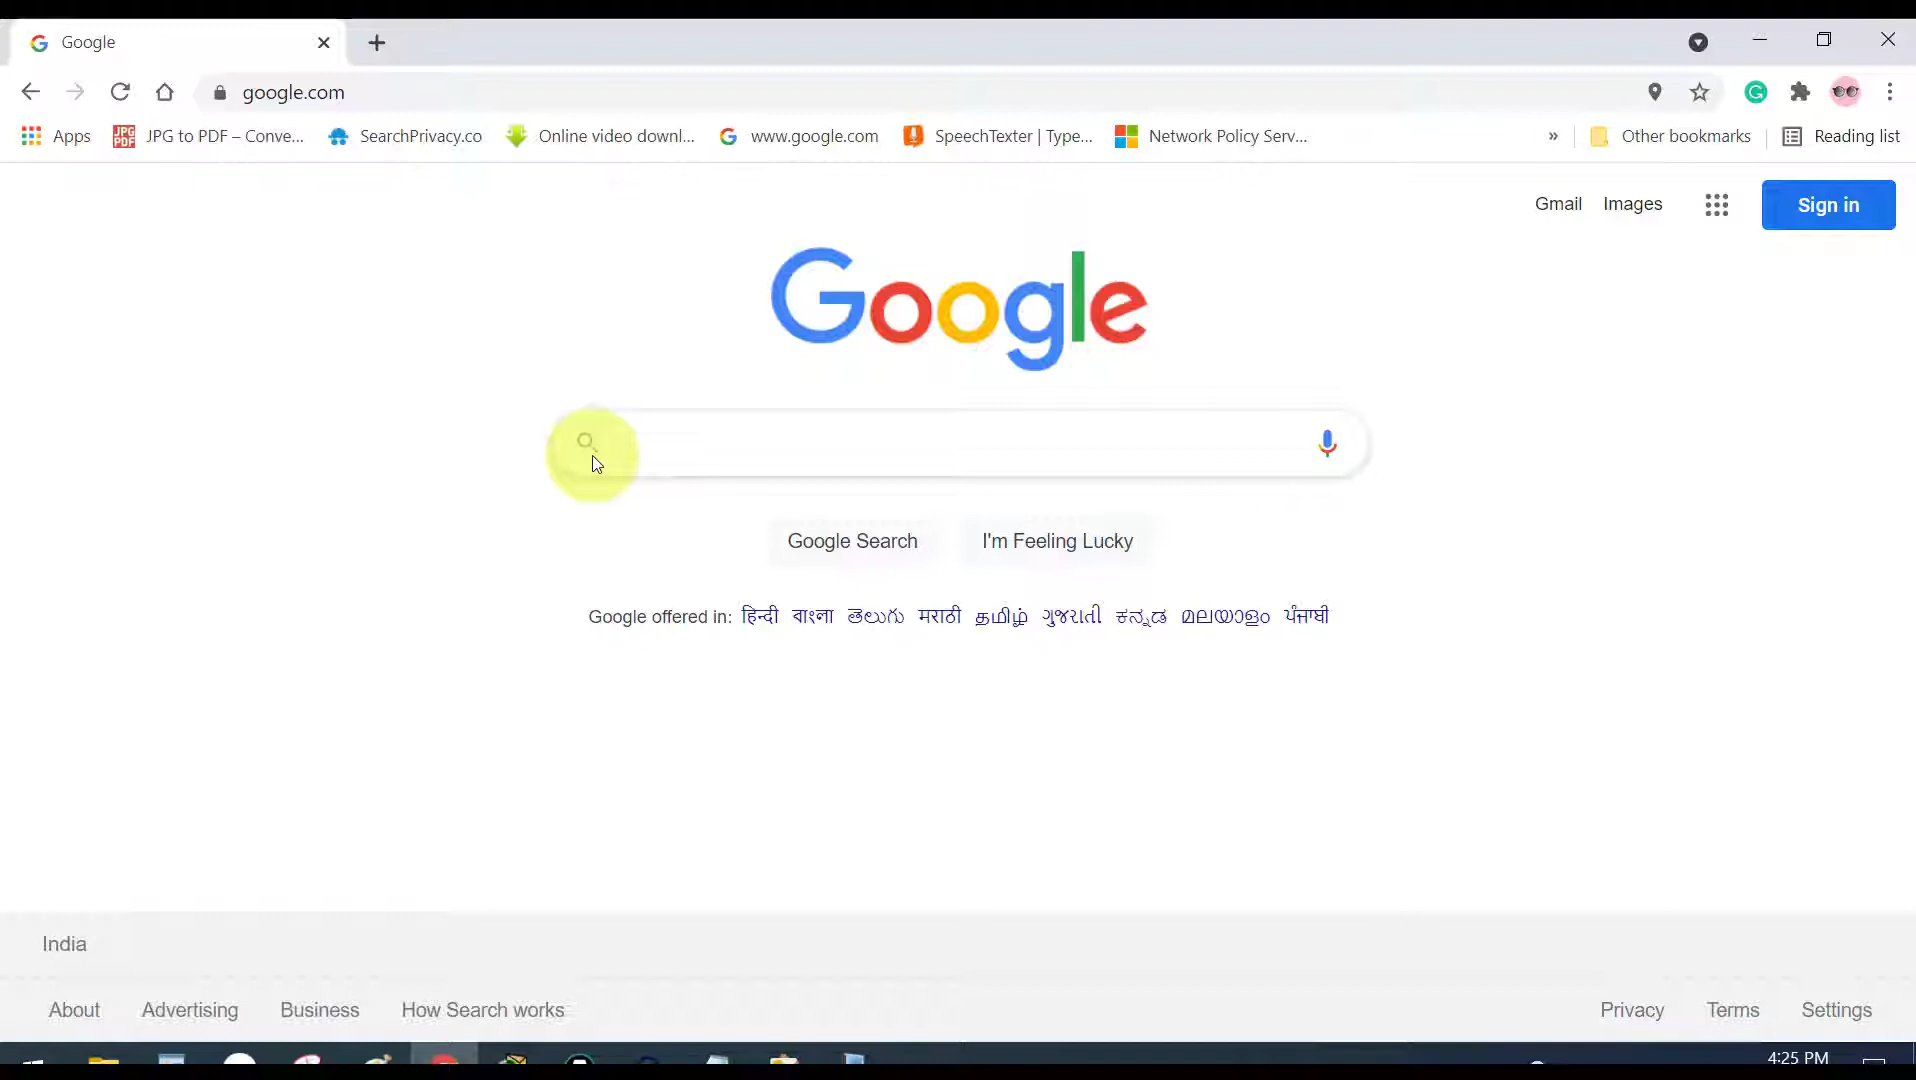 Google
google.com
Apps JPG to PDF – Conve... SearchPrivacy.co Online video downl... www.google.com SpeechTexter | Type... Network Policy Serv... » Other bookmarks Reading list
Gmail Images Sign in
Google
Google Search I'm Feeling Lucky
Google offered in: हिन्दी বাংলা తెలుగు मराठी தமிழ் ગુજરાતી ಕನ್ನಡ മലയാളം ਪੰਜਾਬੀ
India
About Advertising Business How Search works Privacy Terms Settings
4:25 PM